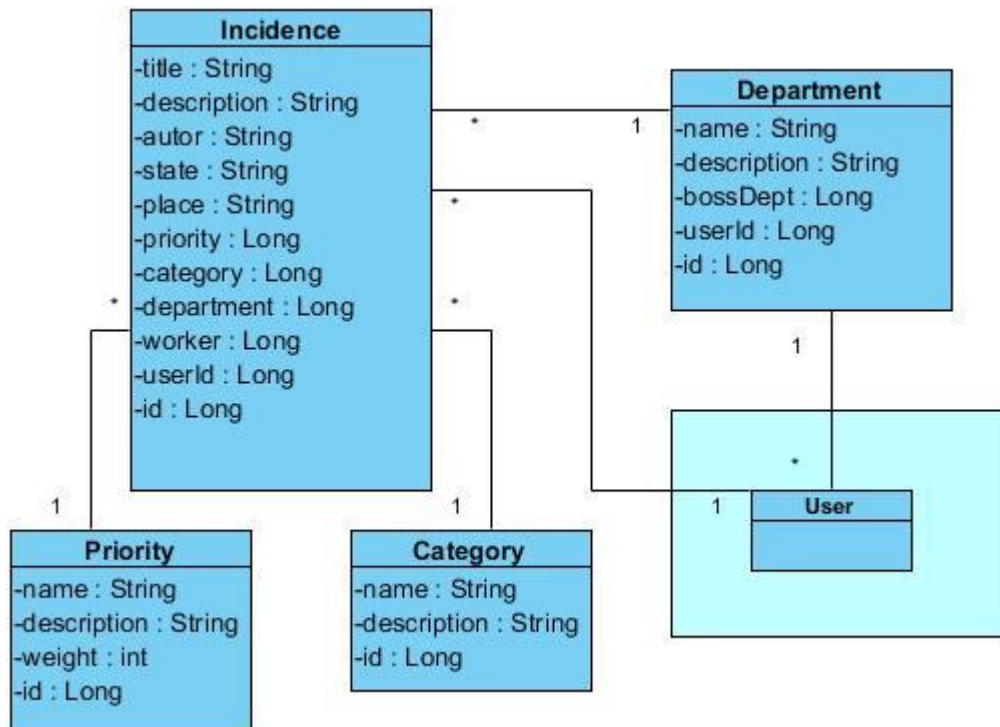 Incidence
-title : String
-description : String
-autor : String
-state : String
-place : String
-priority : Long
-category : Long
-department : Long
-worker : Long
-userId : Long
-id : Long
Department
-name : String
-description : String
-bossDept : Long
-userId : Long
-id : Long
* 1
*
* *
1
*
1 1 1
User
Priority
-name : String
-description : String
-weight : int
-id : Long
Category
-name : String
-description : String
-id : Long